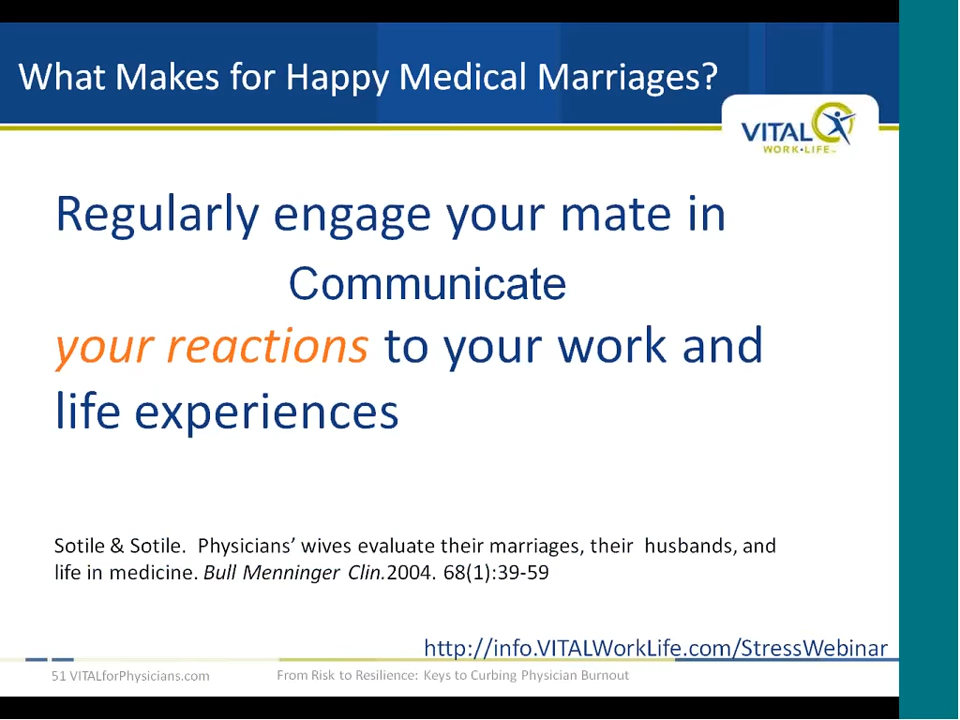 What Makes for Happy Medical Marriages?
VITAL
WORK•LIFE™
Regularly engage your mate in
Communicate
your reactions to your work and
life experiences
Sotile & Sotile. Physicians’ wives evaluate their marriages, their husbands, and
life in medicine. Bull Menninger Clin.2004. 68(1):39-59
http://info.VITALWorkLife.com/StressWebinar
51 VITALforPhysicians.com From Risk to Resilience: Keys to Curbing Physician Burnout